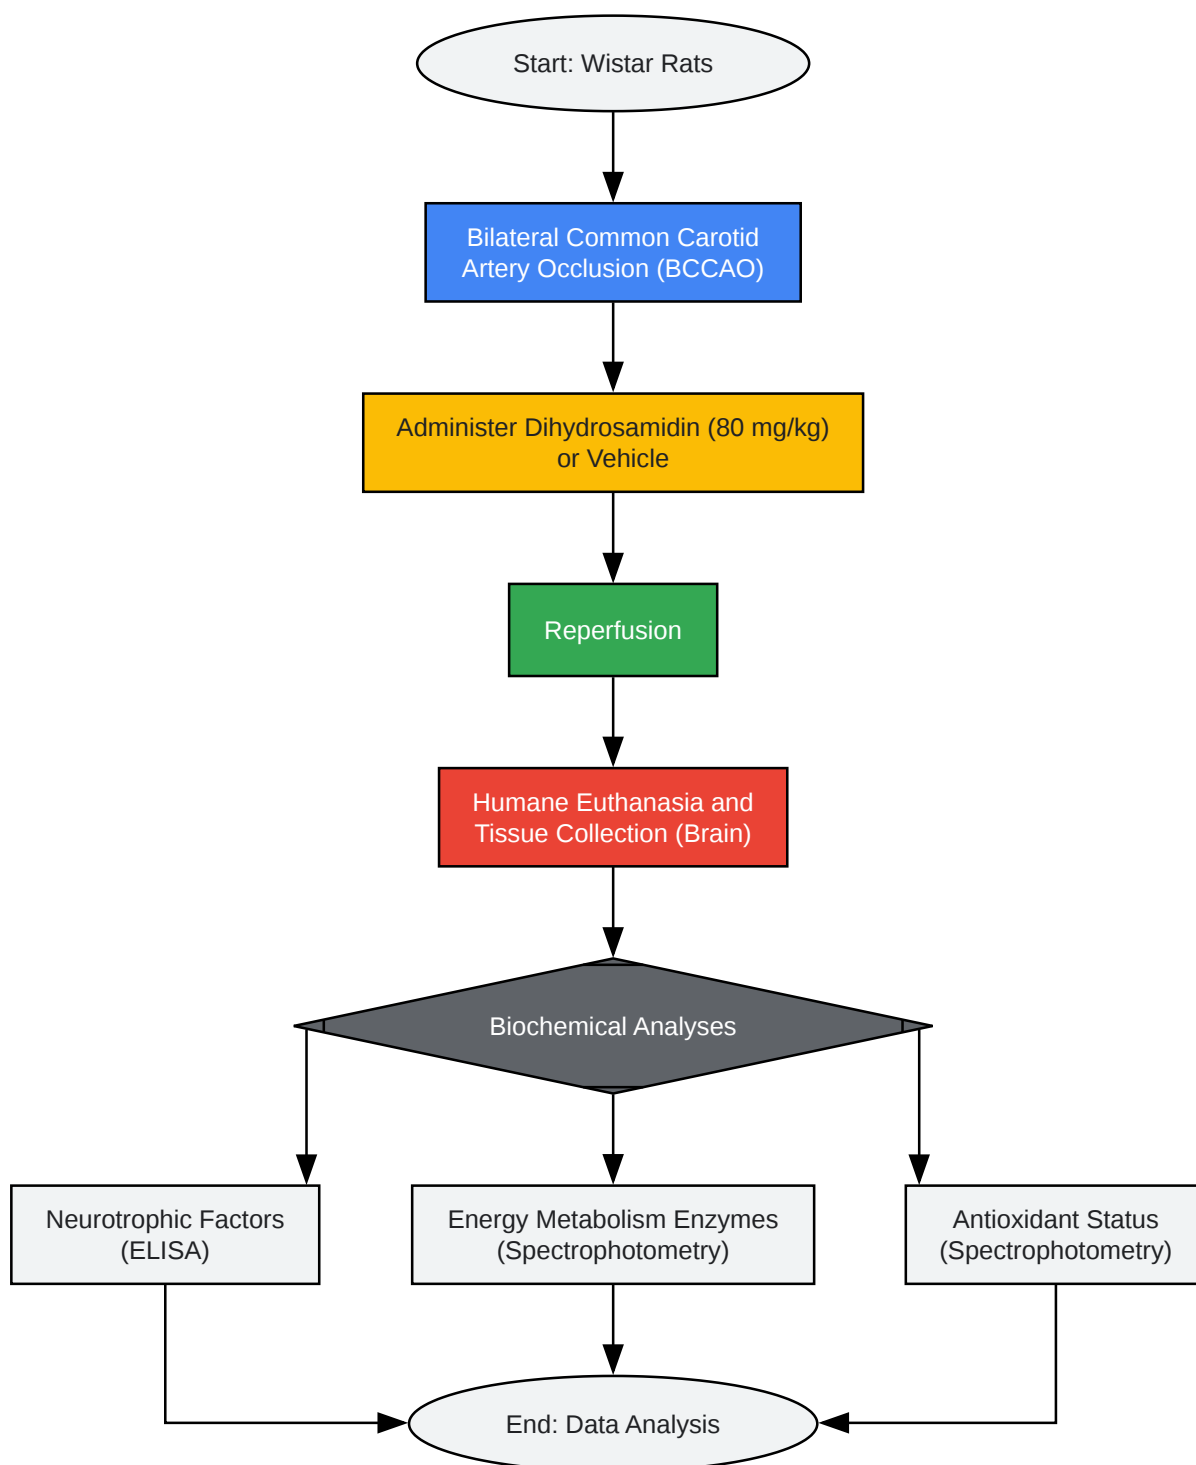 Start: Wistar Rats
Bilateral Common Carotid
Artery Occlusion (BCCAO)
Administer Dihydrosamidin (80 mg/kg)
or Vehicle
Reperfusion
Humane Euthanasia and
Tissue Collection (Brain)
Biochemical Analyses
Neurotrophic Factors
(ELISA)
Energy Metabolism Enzymes
(Spectrophotometry)
Antioxidant Status
(Spectrophotometry)
End: Data Analysis